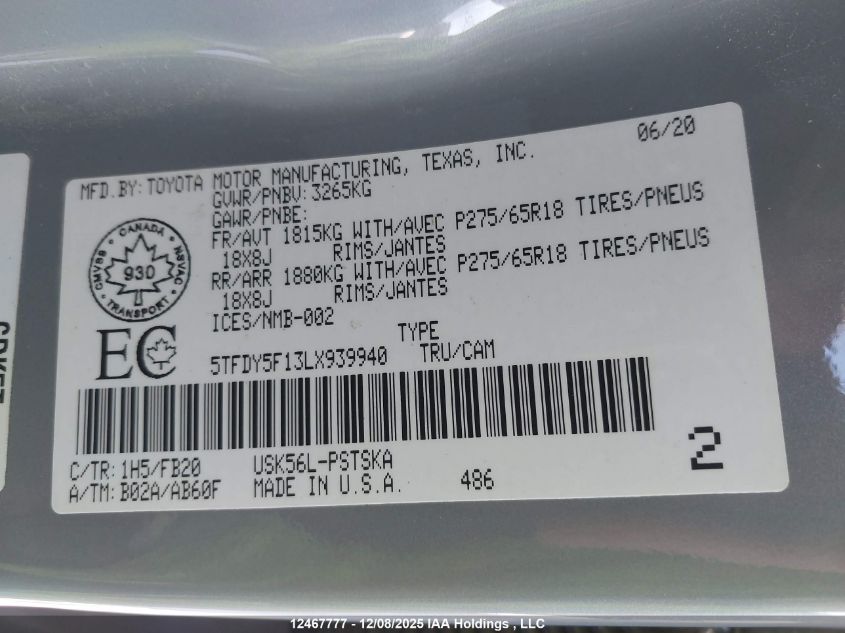 06/20
MFD.BY: TOYOTA MOTOR MANUFACTURING, TEXAS, INC.
GVWR/PNBV: 3265KG
GAWR/PNBE:
FR/AVT 1815KG WITH/AVEC P275/65R18 TIRES/PNEUS
18X8J RIMS/JANTES
RR/ARR 1880KG WITH/AVEC P275/65R18 TIRES/PNEUS
18X8J RIMS/JANTES
ICES/NMB-002
CANADA
CMVSS 930 NSVAC
TRANSPORT
EC
TYPE
5TFDY5F13LX939940 TRU/CAM
C/TR: 1H5/FB20 USK56L-PSTSKA
A/TM: B02A/AB60F MADE IN U.S.A. 486
2
12467777 - 12/08/2025 IAA Holdings , LLC